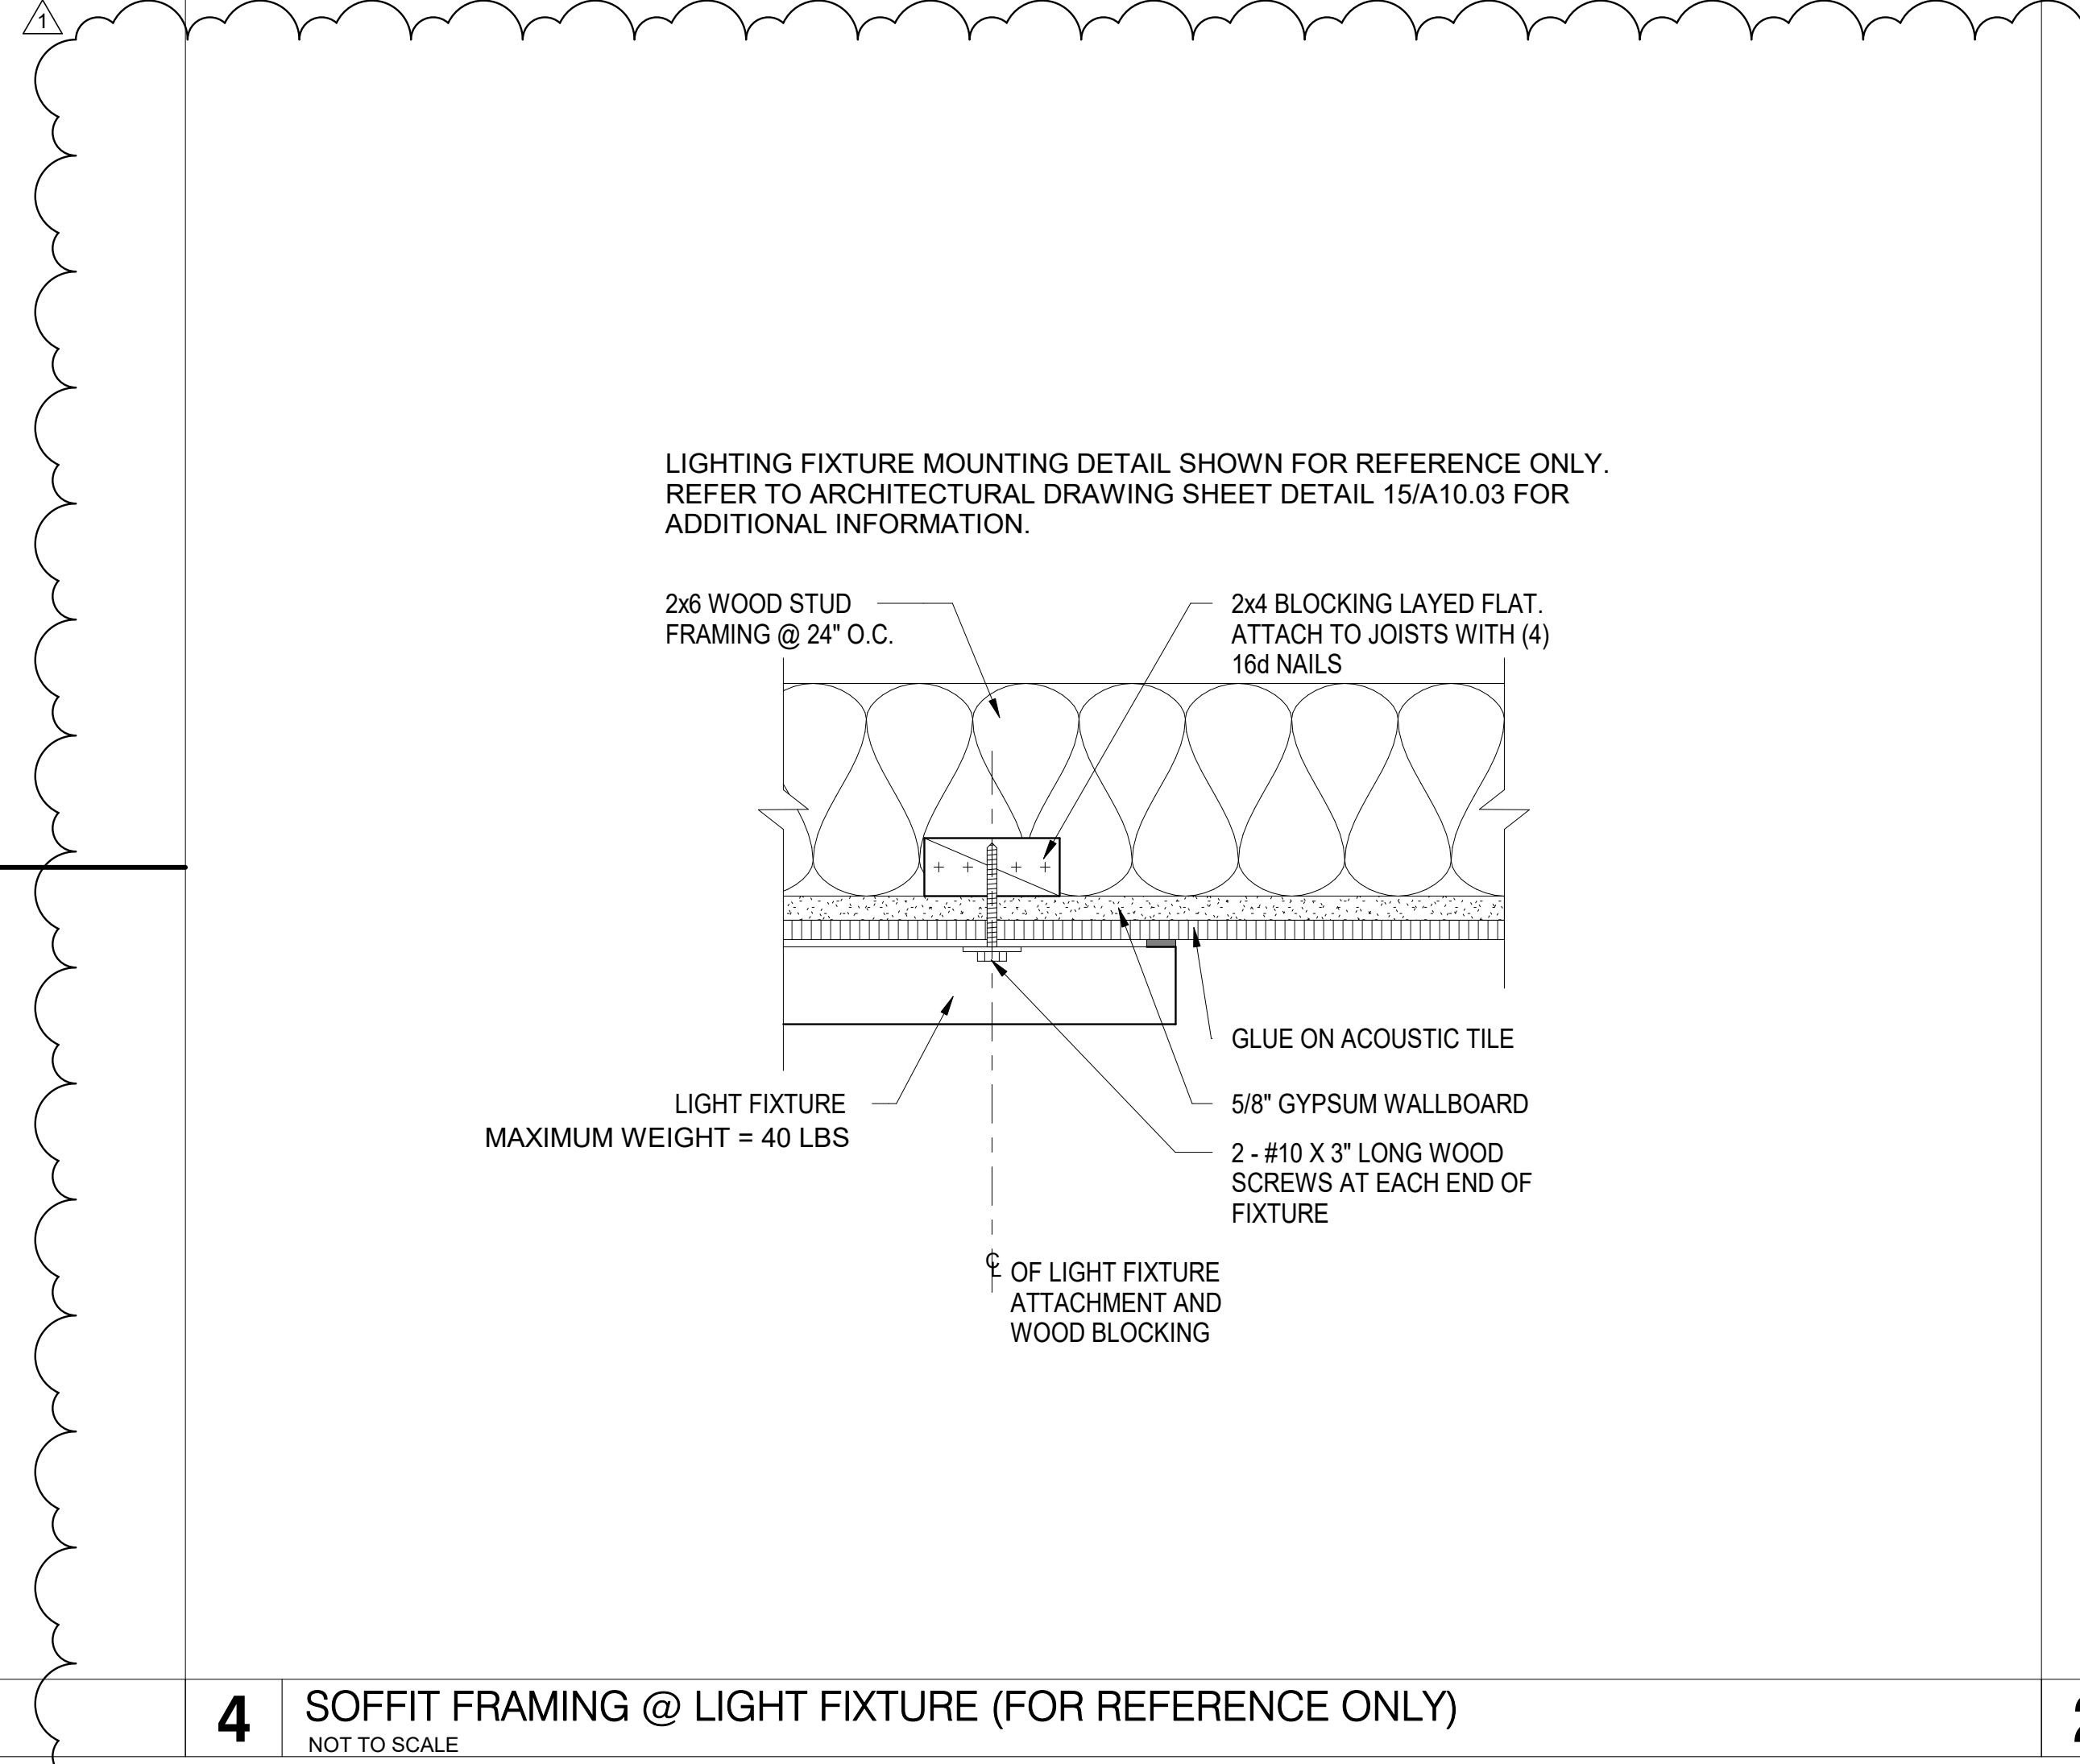 1
LIGHTING FIXTURE MOUNTING DETAIL SHOWN FOR REFERENCE ONLY.
REFER TO ARCHITECTURAL DRAWING SHEET DETAIL 15/A10.03 FOR
ADDITIONAL INFORMATION.
2x6 WOOD STUD
FRAMING @ 24" O.C.
2x4 BLOCKING LAYED FLAT.
ATTACH TO JOISTS WITH (4)
16d NAILS
GLUE ON ACOUSTIC TILE
LIGHT FIXTURE
MAXIMUM WEIGHT = 40 LBS
5/8" GYPSUM WALLBOARD
2 - #10 X 3" LONG WOOD
SCREWS AT EACH END OF
FIXTURE
℄ OF LIGHT FIXTURE
ATTACHMENT AND
WOOD BLOCKING
4
SOFFIT FRAMING @ LIGHT FIXTURE (FOR REFERENCE ONLY)
NOT TO SCALE